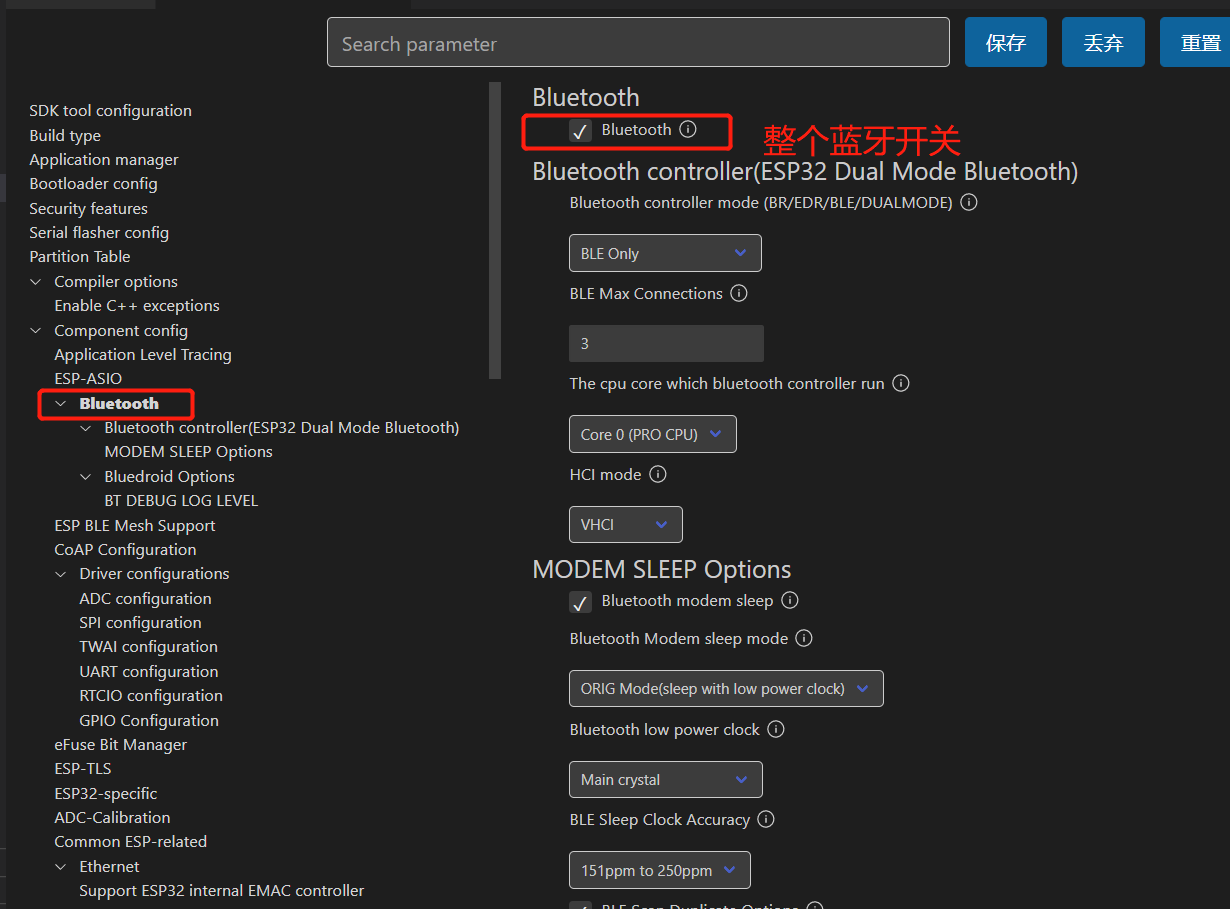 Search parameter
保存
丢弃
重置
SDK tool configuration
Build type
Application manager
Bootloader config
Security features
Serial flasher config
Partition Table
Compiler options
Enable C++ exceptions
Component config
Application Level Tracing
ESP-ASIO
Bluetooth
Bluetooth controller(ESP32 Dual Mode Bluetooth)
MODEM SLEEP Options
Bluedroid Options
BT DEBUG LOG LEVEL
ESP BLE Mesh Support
CoAP Configuration
Driver configurations
ADC configuration
SPI configuration
TWAI configuration
UART configuration
RTCIO configuration
GPIO Configuration
eFuse Bit Manager
ESP-TLS
ESP32-specific
ADC-Calibration
Common ESP-related
Ethernet
Support ESP32 internal EMAC controller
Bluetooth
Bluetooth
整个蓝牙开关
Bluetooth controller(ESP32 Dual Mode Bluetooth)
Bluetooth controller mode (BR/EDR/BLE/DUALMODE)
BLE Only
BLE Max Connections
3
The cpu core which bluetooth controller run
Core 0 (PRO CPU)
HCI mode
VHCI
MODEM SLEEP Options
Bluetooth modem sleep
Bluetooth Modem sleep mode
ORIG Mode(sleep with low power clock)
Bluetooth low power clock
Main crystal
BLE Sleep Clock Accuracy
151ppm to 250ppm
BLE Scan Duplicate Options